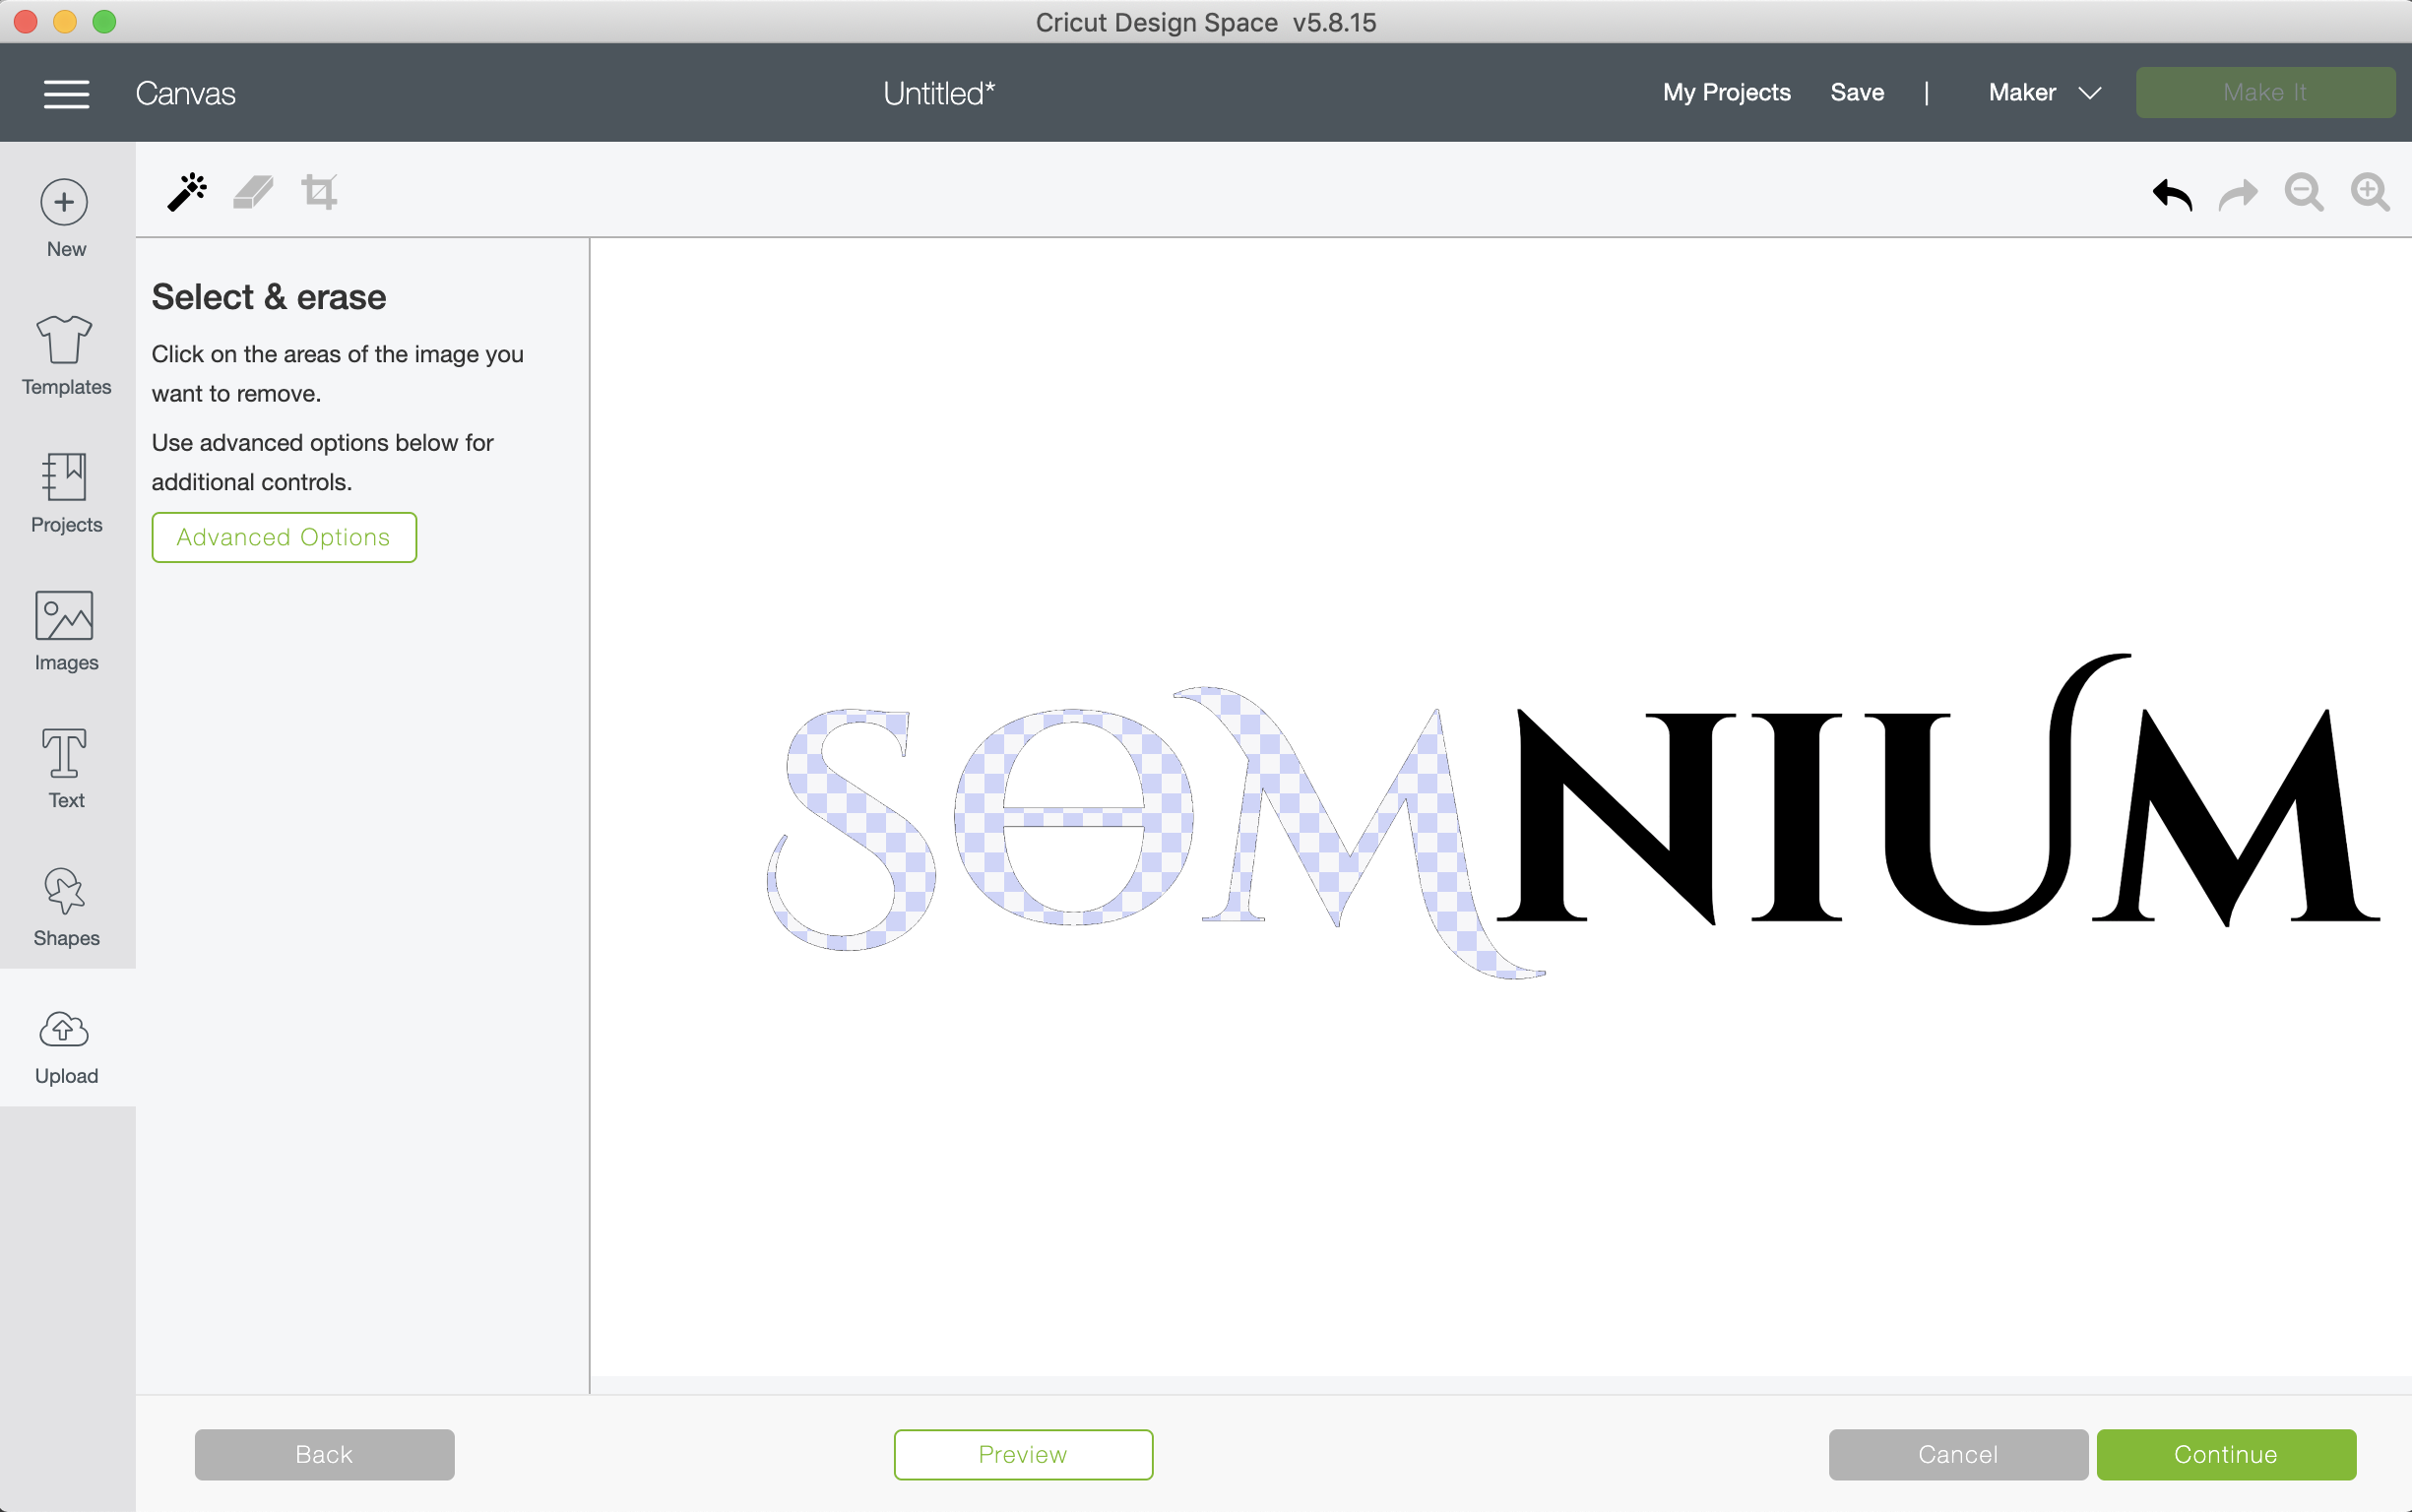 Cricut Design Space v5.8.15
Canvas
Untitled*
My Projects Save | Maker Make It
New
Templates
Projects
Images
Text
Shapes
Upload
Select & erase
Click on the areas of the image you
want to remove.
Use advanced options below for
additional controls.
Advanced Options
SOMNIUM
Back Preview Cancel Continue